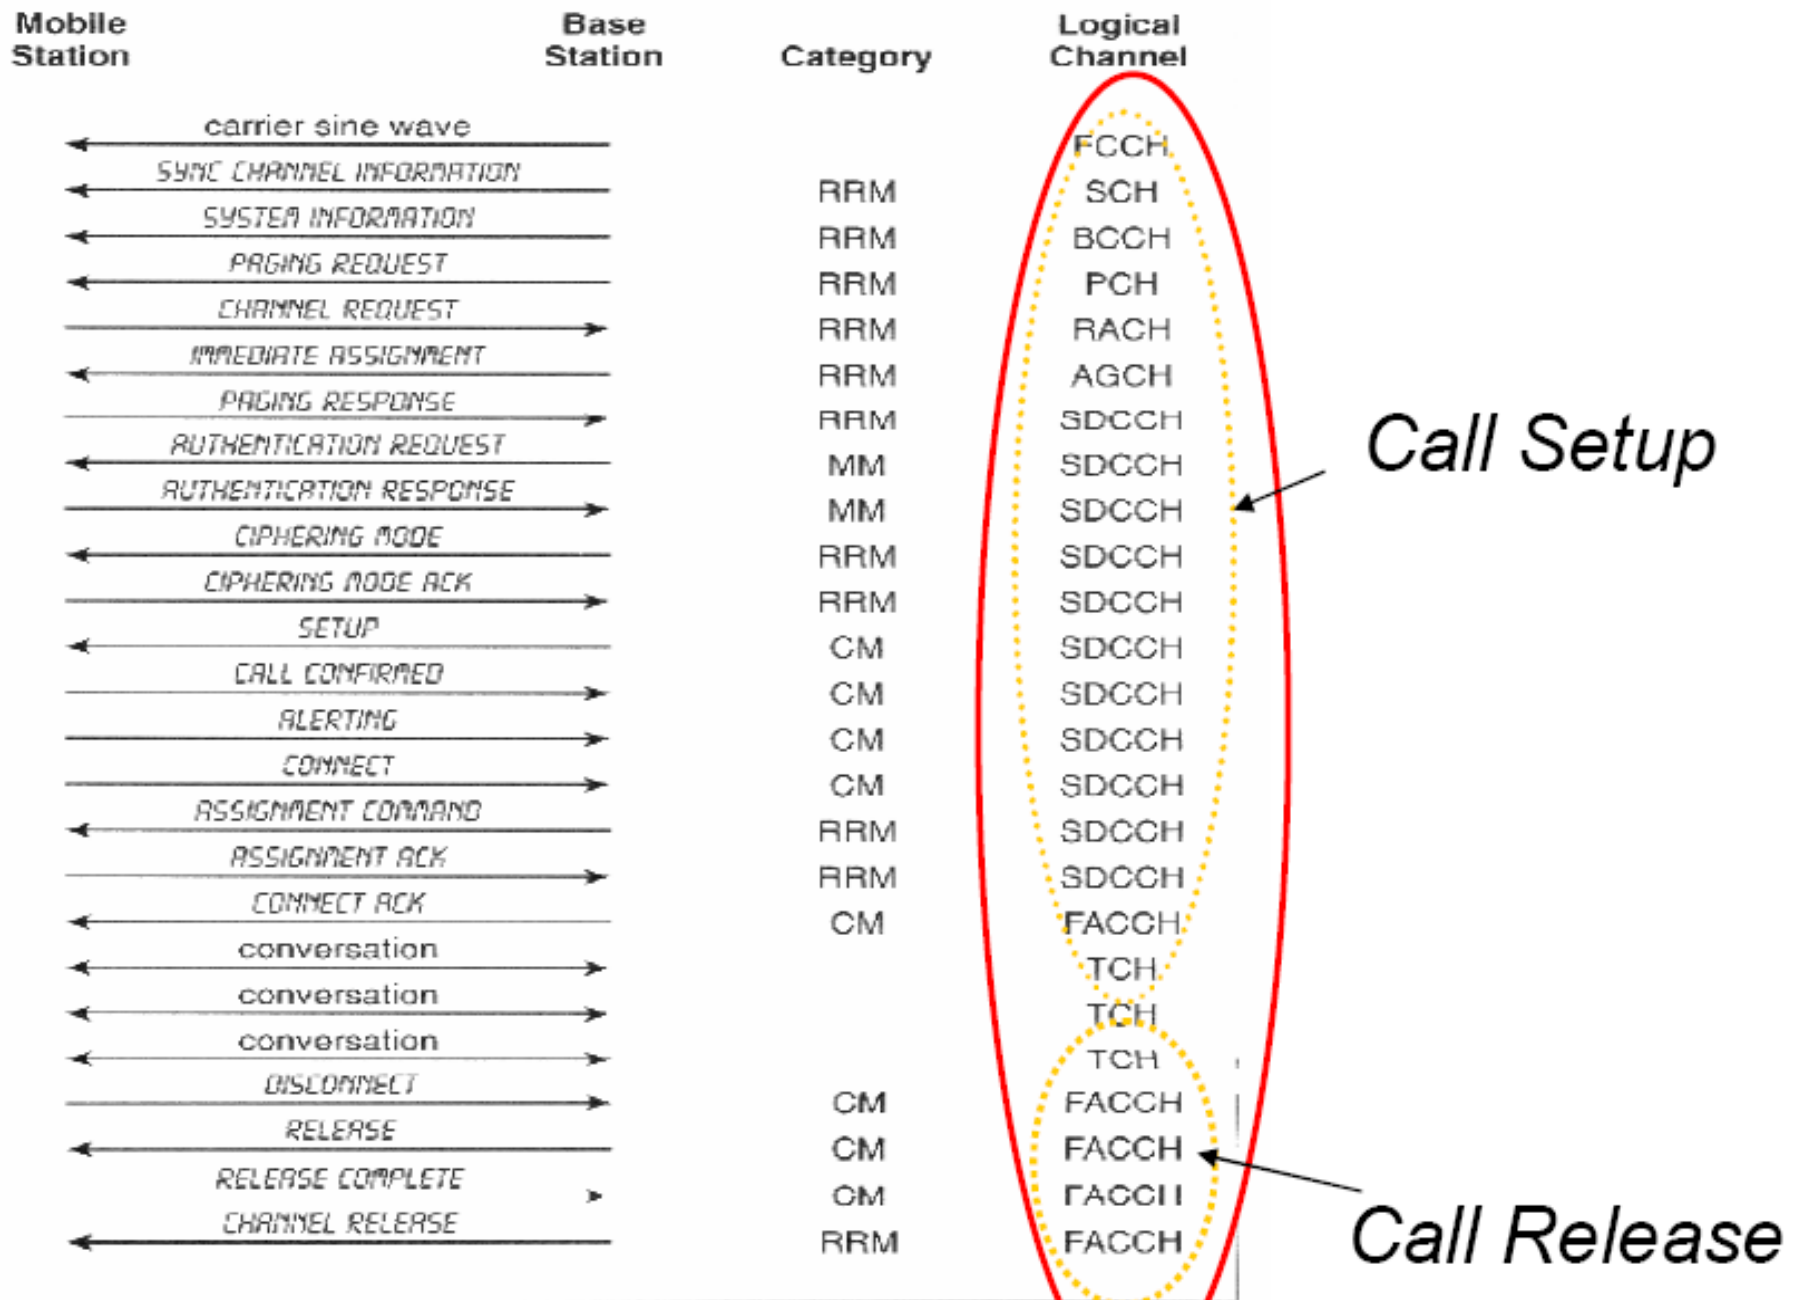 Mobile Station Base Station Category Logical Channel
carrier sine wave FCCH
SYNC CHANNEL INFORMATION RRM SCH
SYSTEM INFORMATION RRM BCCH
PAGING REQUEST RRM PCH
CHANNEL REQUEST RRM RACH
IMMEDIATE ASSIGNMENT RRM AGCH
PAGING RESPONSE RRM SDCCH
AUTHENTICATION REQUEST MM SDCCH
Call Setup
AUTHENTICATION RESPONSE MM SDCCH
CIPHERING MODE RRM SDCCH
CIPHERING MODE ACK RRM SDCCH
SETUP CM SDCCH
CALL CONFIRMED CM SDCCH
ALERTING CM SDCCH
CONNECT CM SDCCH
ASSIGNMENT COMMAND RRM SDCCH
ASSIGNMENT ACK RRM SDCCH
CONNECT ACK CM FACCH
conversation TCH
conversation TCH
conversation TCH
DISCONNECT CM FACCH
RELEASE CM FACCH
RELEASE COMPLETE CM FACCH
CHANNEL RELEASE RRM FACCH
Call Release